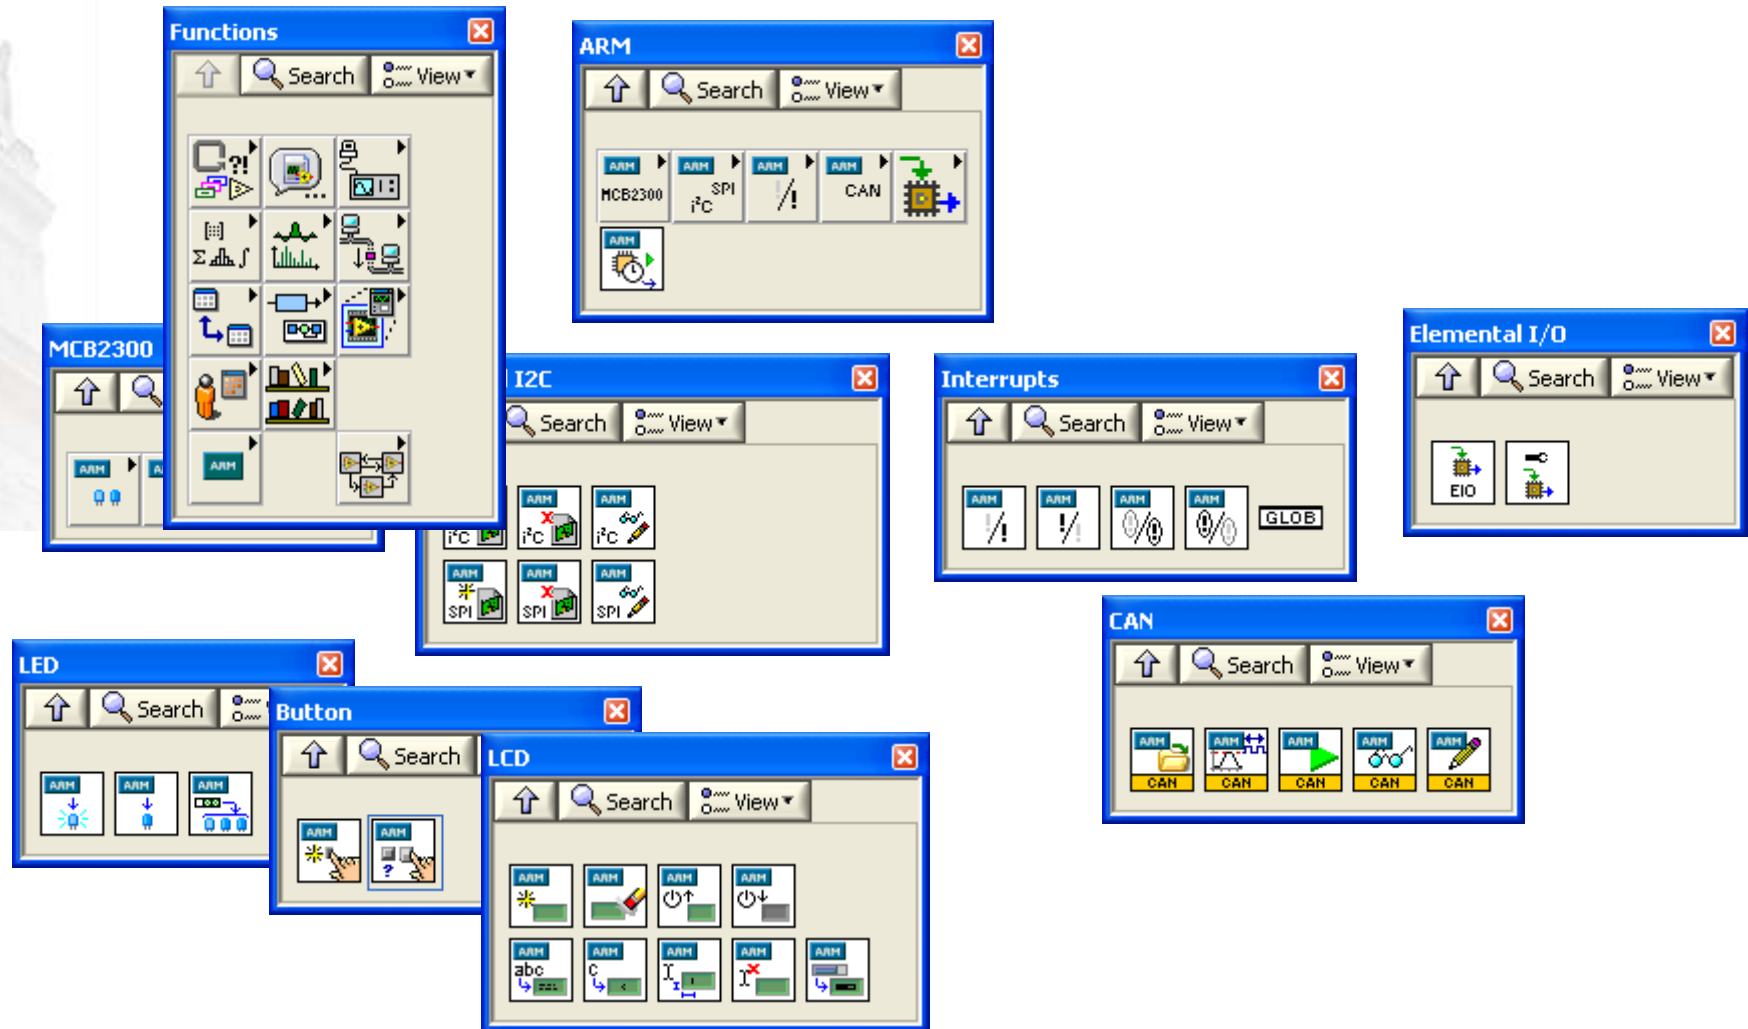 Functions
Search
View
ARM
Search
View
ARM
MCB2300
ARM
SPI
i²C
ARM
ARM
CAN
ARM
?!
Σ
ARM
MCB2300
ARM
I2C
Search
View
ARM
i²C
ARM
i²C
ARM
SPI
ARM
SPI
ARM
SPI
Interrupts
Search
View
ARM
ARM
ARM
ARM
GLOB
Elemental I/O
Search
View
EIO
CAN
Search
View
ARM
CAN
ARM
CAN
ARM
CAN
ARM
CAN
ARM
CAN
LED
Search
ARM
ARM
ARM
Button
Search
ARM
ARM
?
LCD
Search
View
ARM
ARM
ARM
ARM
ARM
abc
ARM
c
ARM
ARM
ARM